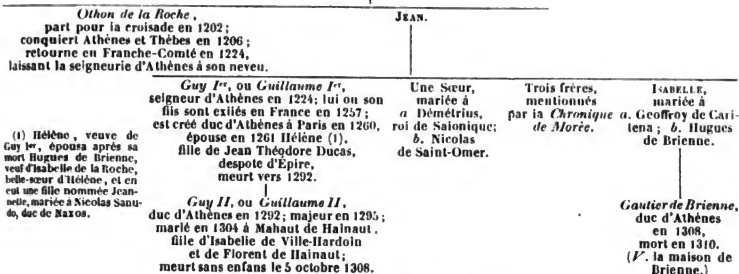 Othon de la Roche,
part pour la croisade en 1202;
conquiert Athènes et Thèbes en 1206;
retourne en Franche-Comté en 1224,
laissant la seigneurie d'Athènes à son neveu.
JEAN.
Guy Ier, ou Guillaume Ier,
seigneur d'Athènes en 1224; lui ou son
fils sont exilés en France en 1257;
est créé duc d'Athènes à Paris en 1260,
épouse en 1261 Hélène (1),
fille de Jean Théodore Ducas,
despote d'Épire,
meurt vers 1292.
Une Sœur,
mariée à
a Démétrius,
roi de Salonique;
b. Nicolas
de Saint-Omer.
Trois frères,
mentionnés
par la Chronique
de Morée.
ISABELLE,
mariée à
a. Geoffroy de Cari-
tena; b. Hugues
de Brienne.
(1) Hélène, veuve de
Guy Ier, épousa après sa
mort Hugues de Brienne,
veuf d'Isabelle de la Roche,
belle-sœur d'Hélène, et en
eut une fille nommée Jean-
nette, mariée à Nicolas Sanu-
do, duc de Naxos.
Guy II, ou Guillaume II,
duc d'Athènes en 1292; majeur en 1295;
marié en 1304 à Mahaut de Hainaut,
fille d'Isabelle de Ville-Hardoin
et de Florent de Hainaut;
meurt sans enfans le 5 octobre 1308.
Gautier de Brienne,
duc d'Athènes
en 1308,
mort en 1310.
(V. la maison de
Brienne.)